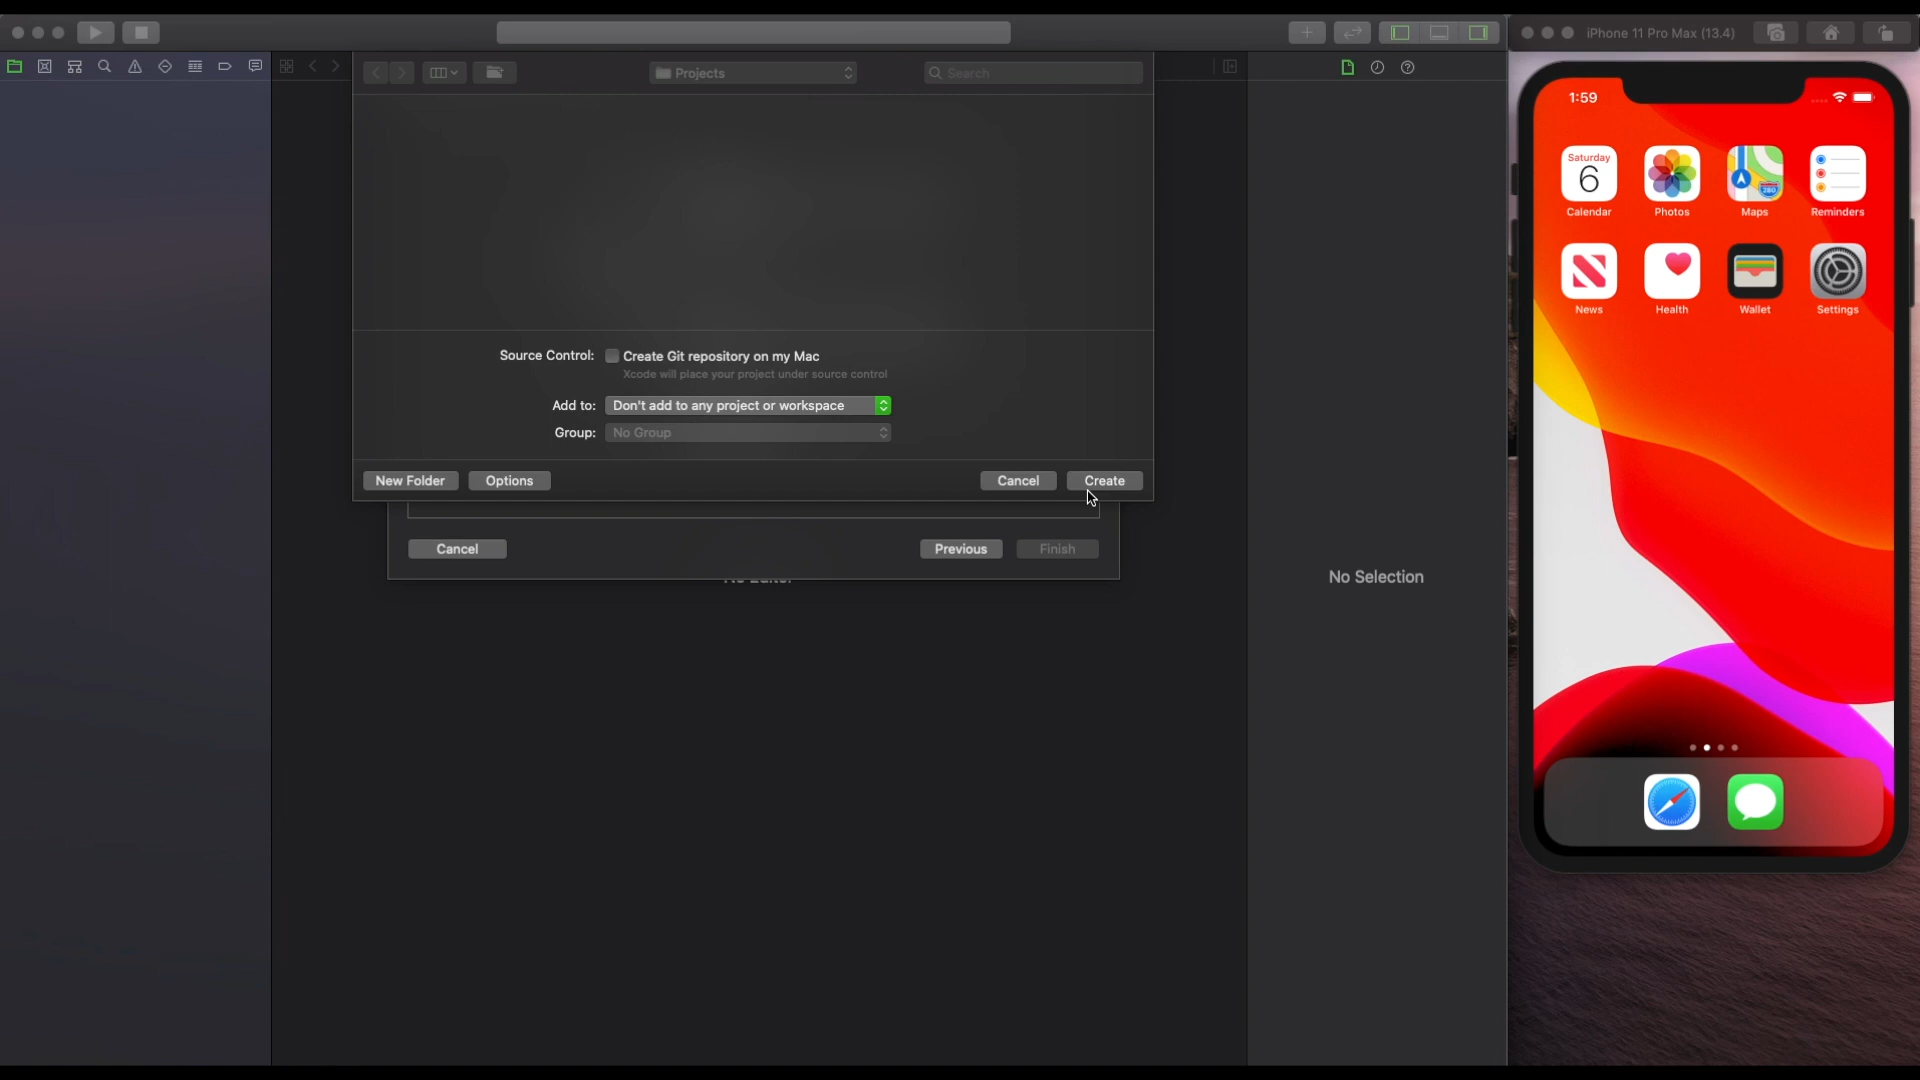 iPhone 11 Pro Max (13.4)
Projects
Search
1:59
Saturday
6
280
Calendar
Photos
Maps
Reminders
News
Health
Wallet
Settings
Source Control:
Create Git repository on my Mac
Xcode will place your project under source control
Add to:
Don't add to any project or workspace
Group:
No Group
New Folder
Options
Cancel
Create
Cancel
Previous
Finish
No Editor
No Selection